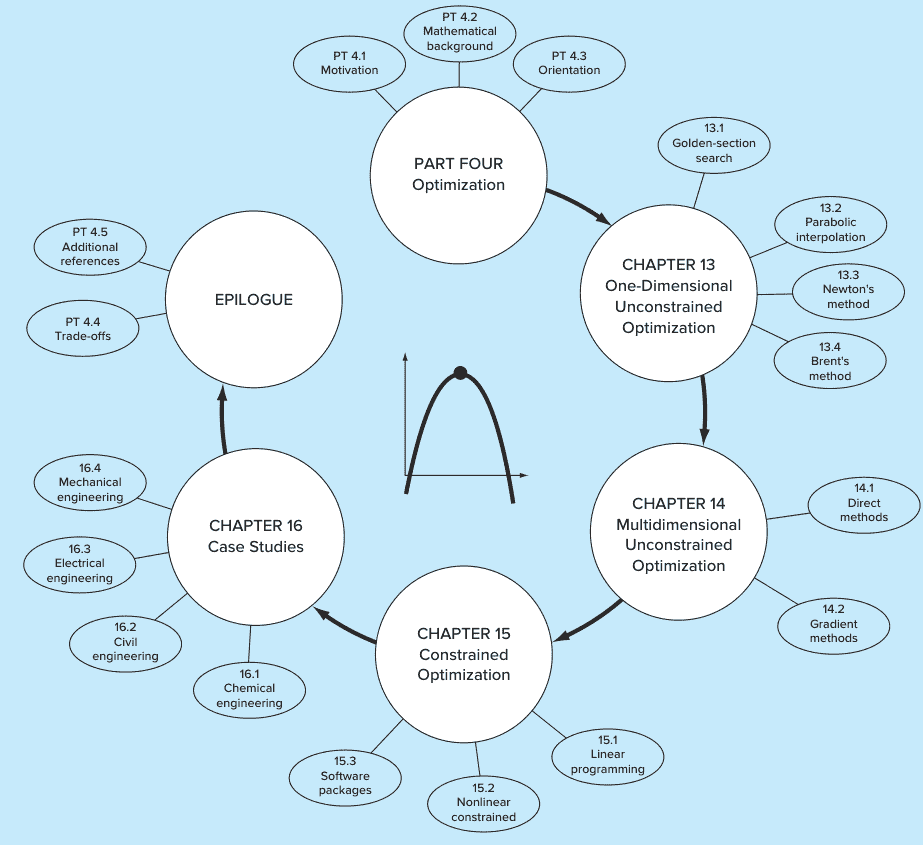 PT 4.1
Motivation
PT 4.2
Mathematical
background
PT 4.3
Orientation
PART FOUR
Optimization
13.1
Golden-section
search
13.2
Parabolic
interpolation
13.3
Newton's
method
13.4
Brent's
method
CHAPTER 13
One-Dimensional
Unconstrained
Optimization
CHAPTER 14
Multidimensional
Unconstrained
Optimization
14.1
Direct
methods
14.2
Gradient
methods
CHAPTER 15
Constrained
Optimization
15.1
Linear
programming
15.2
Nonlinear
constrained
15.3
Software
packages
CHAPTER 16
Case Studies
16.1
Chemical
engineering
16.2
Civil
engineering
16.3
Electrical
engineering
16.4
Mechanical
engineering
EPILOGUE
PT 4.4
Trade-offs
PT 4.5
Additional
references